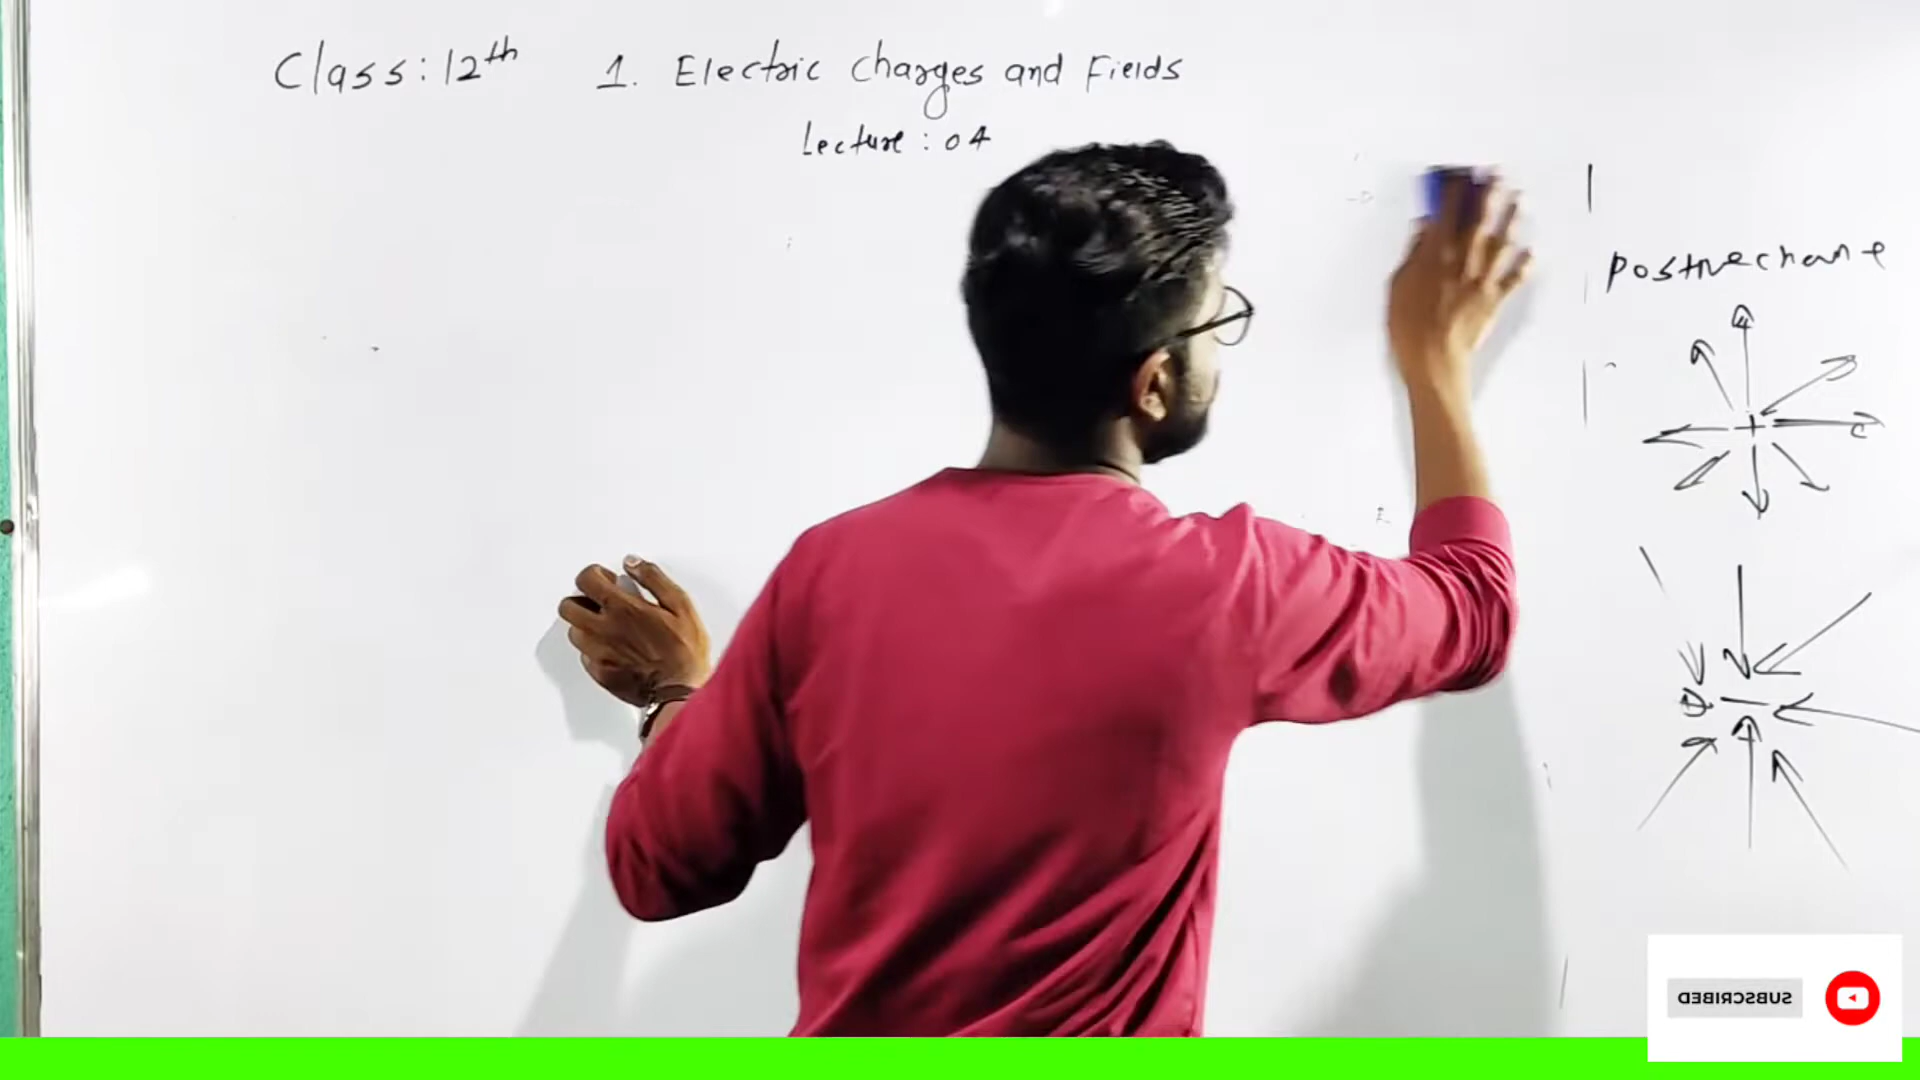 Class: 12th 1. Electric Charges and Fields
Lecture: 04
Positive charge
+
−
SUBSCRIBED